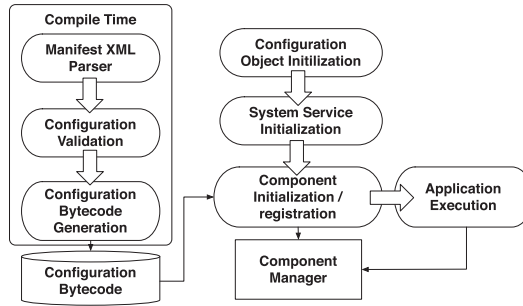 Compile Time
Manifest XML
Parser
Configuration
Validation
Configuration
Bytecode
Generation
Configuration
Bytecode
Configuration
Object Initilization
System Service
Initialization
Component
Initialization /
registration
Application
Execution
Component
Manager